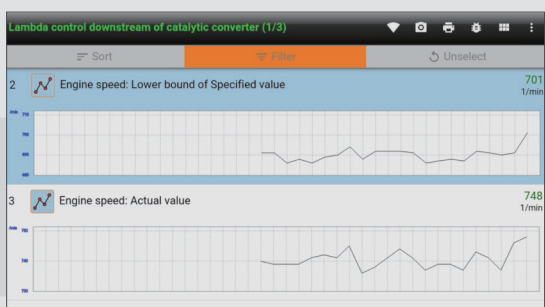 Lambda control downstream of catalytic converter (1/3)
Sort
Filter
Unselect
2
Engine speed: Lower bound of Specified value
701
1/min
3
Engine speed: Actual value
748
1/min